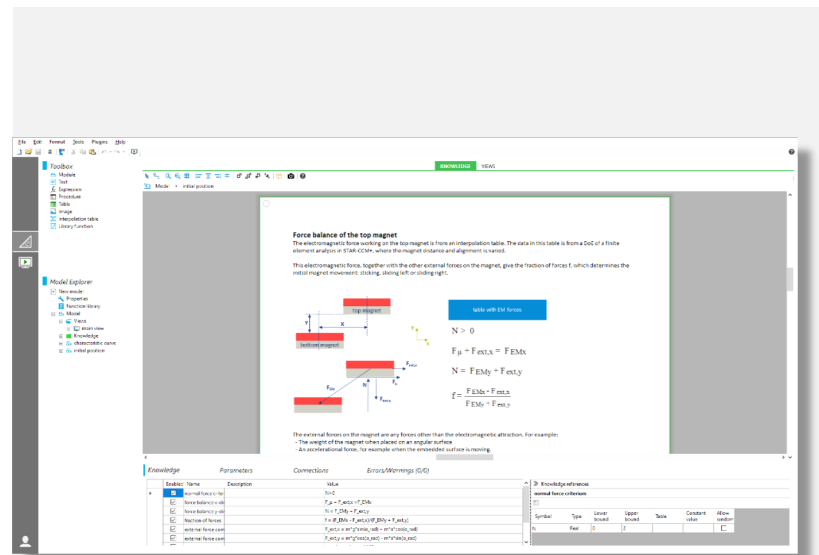 File Edit Format Tools Plugins Help
Toolbox
Module
Text
Expression
Procedure
Table
Image
Interpolation table
Library function
Model Explorer
New model
Properties
Function library
Model
Views
main view
Knowledge
characteristic curve
initial position
KNOWLEDGE VIEWS
Model > initial position
Force balance of the top magnet
The electromagnetic force working on the top magnet is from an interpolation table. The data in this table is from a DoE of a finite
element analysis in STAR-CCM+, where the magnet distance and alignment is varied.
This electromagnetic force, together with the other external forces on the magnet, give the fraction of forces f, which determines the
initial magnet movement: sticking, sliding left or sliding right.
top magnet
Y
X
bottom magnet
y
x
N
table with EM forces
N > 0
Fμ + Fext,x = FEMx
N = FEMy + Fext,y
f = (FEMx - Fext,x) / (FEMy + Fext,y)
The external forces on the magnet are any forces other than the electromagnetic attraction. For example:
- The weight of the magnet when placed on an angular surface
- An accelerational force, for example when the embedded surface is moving.
Knowledge Parameters Connections Errors/Warnings (0/0)
Enabled Name Description Value
normal force criter N>0
force balance x-dir F_μ + F_ext,x = F_EMx
force balance y-dir N = F_EMy + F_ext,y
fraction of forces f = (F_EMx - F_ext,x)/(F_EMy + F_ext,y)
external force com
external force com
Knowledge references
normal force criterion
Symbol Type Lower bound Upper bound Table Constant value Allow
N Real 0